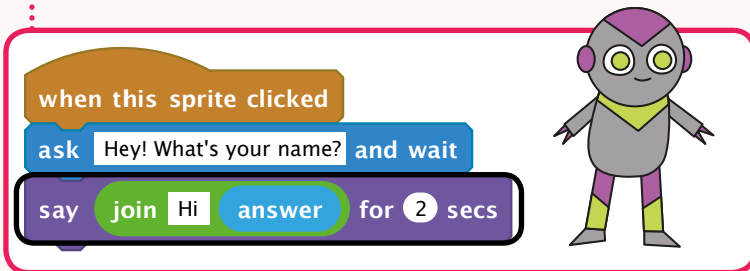 when this sprite clicked
ask Hey! What's your name? and wait
say join Hi answer for 2 secs